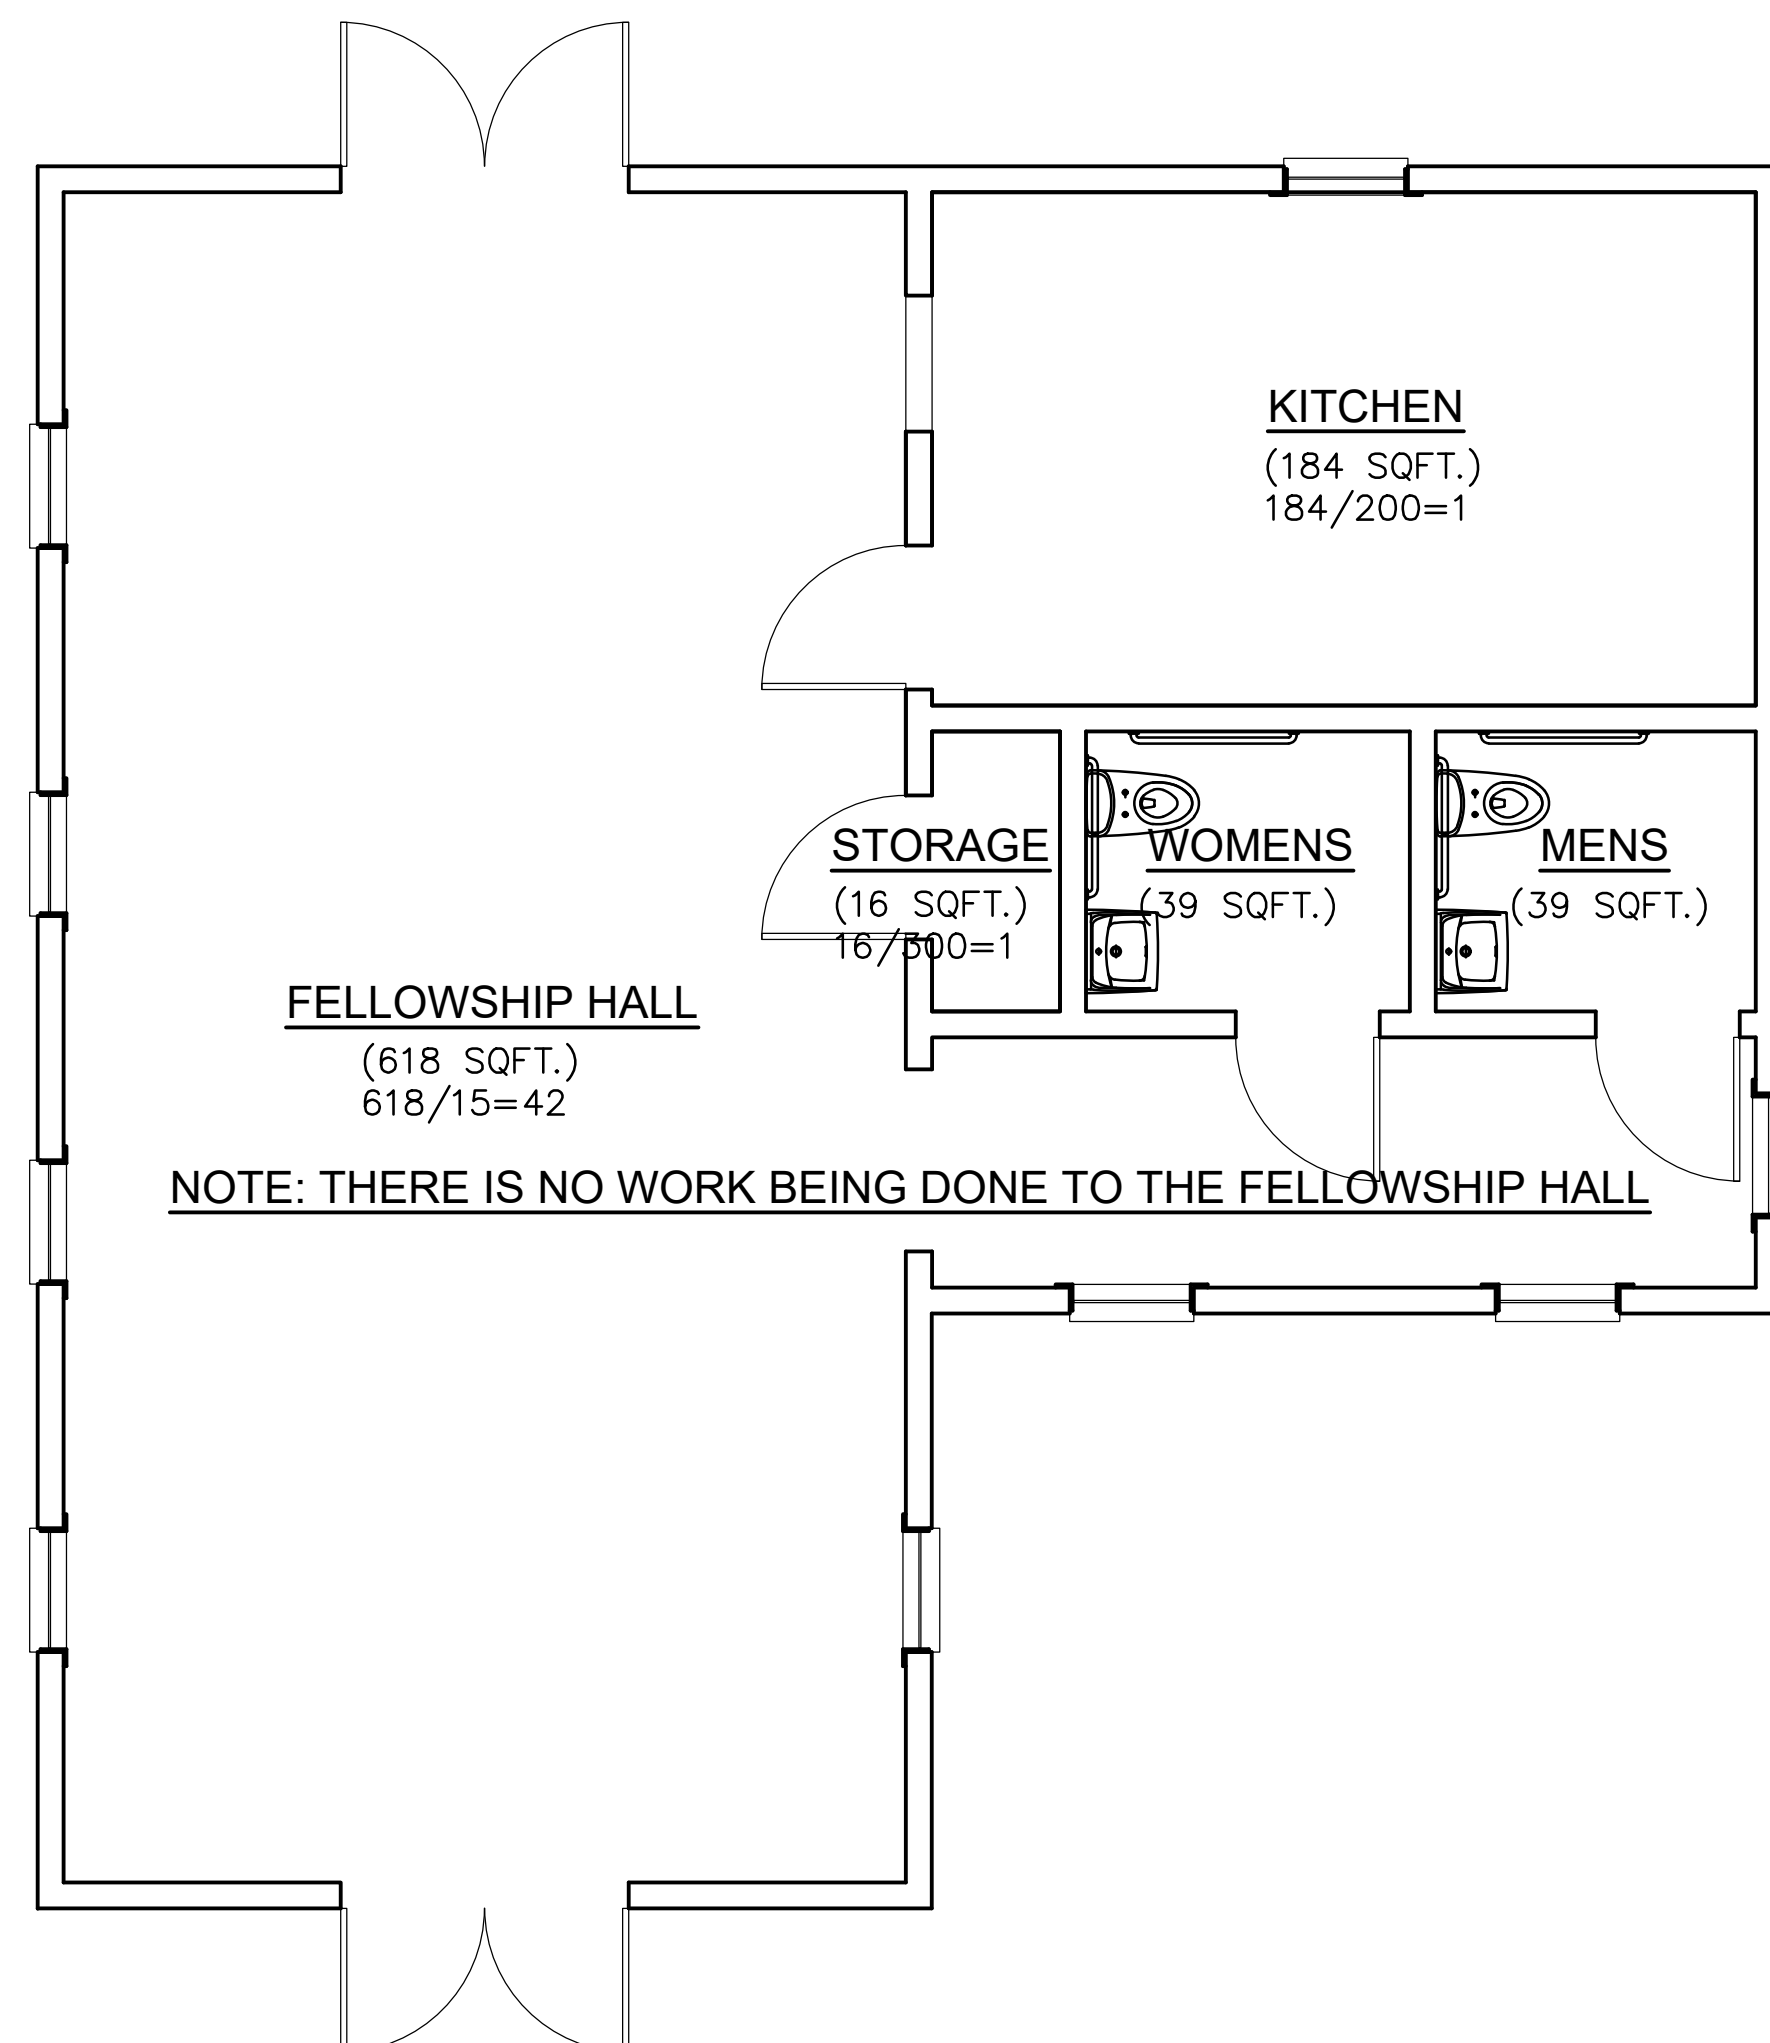 KITCHEN
(184 SQFT.)
184/200=1
STORAGE
(16 SQFT.)
16/300=1
WOMENS
(39 SQFT.)
MENS
(39 SQFT.)
FELLOWSHIP HALL
(618 SQFT.)
618/15=42
NOTE: THERE IS NO WORK BEING DONE TO THE FELLOWSHIP HALL